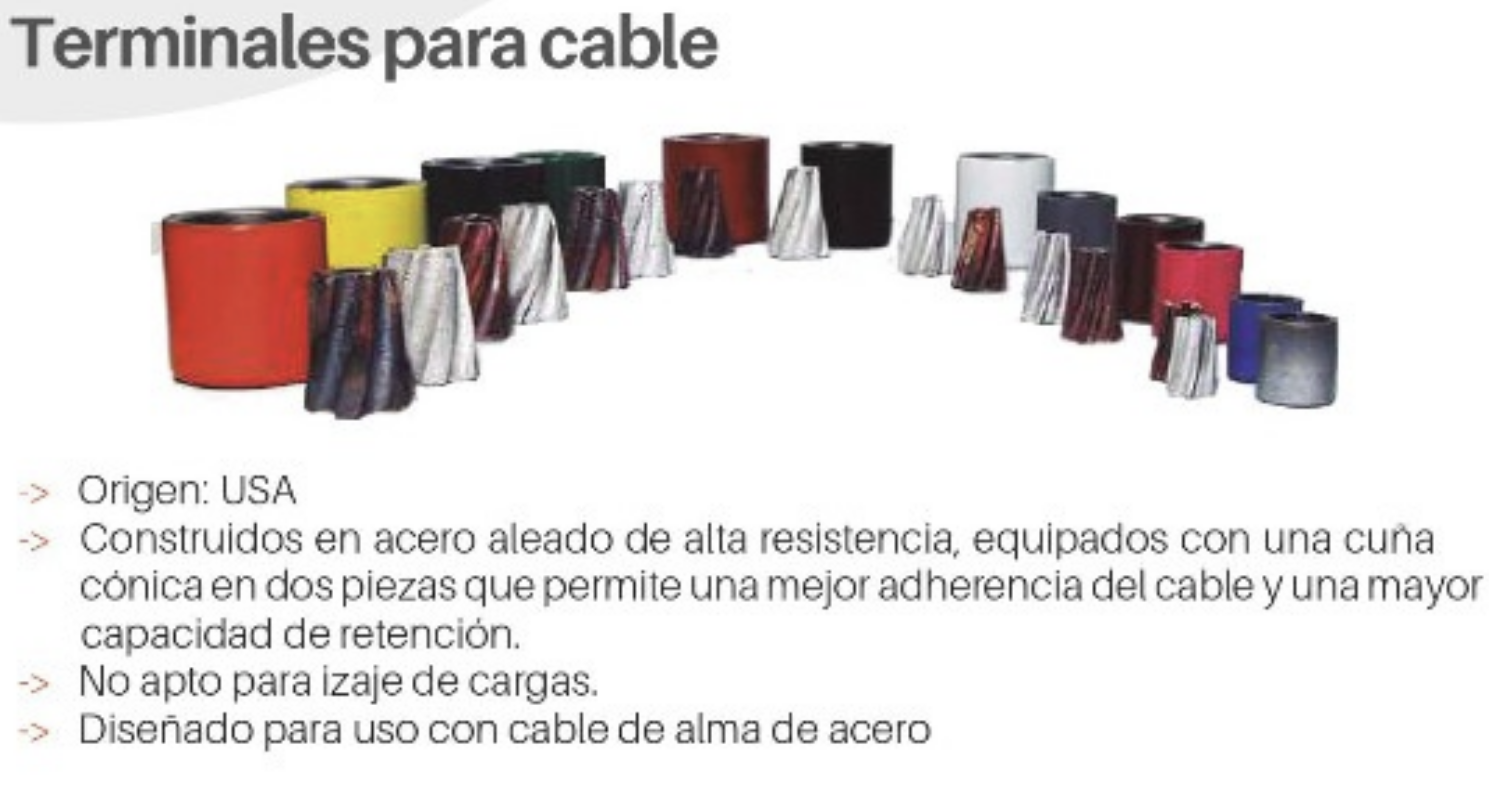 Terminales para cable
-> Origen: USA
-> Construidos en acero aleado de alta resistencia, equipados con una cuña
cónica en dos piezas que permite una mejor adherencia del cable y una mayor
capacidad de retención.
-> No apto para izaje de cargas.
-> Diseñado para uso con cable de alma de acero